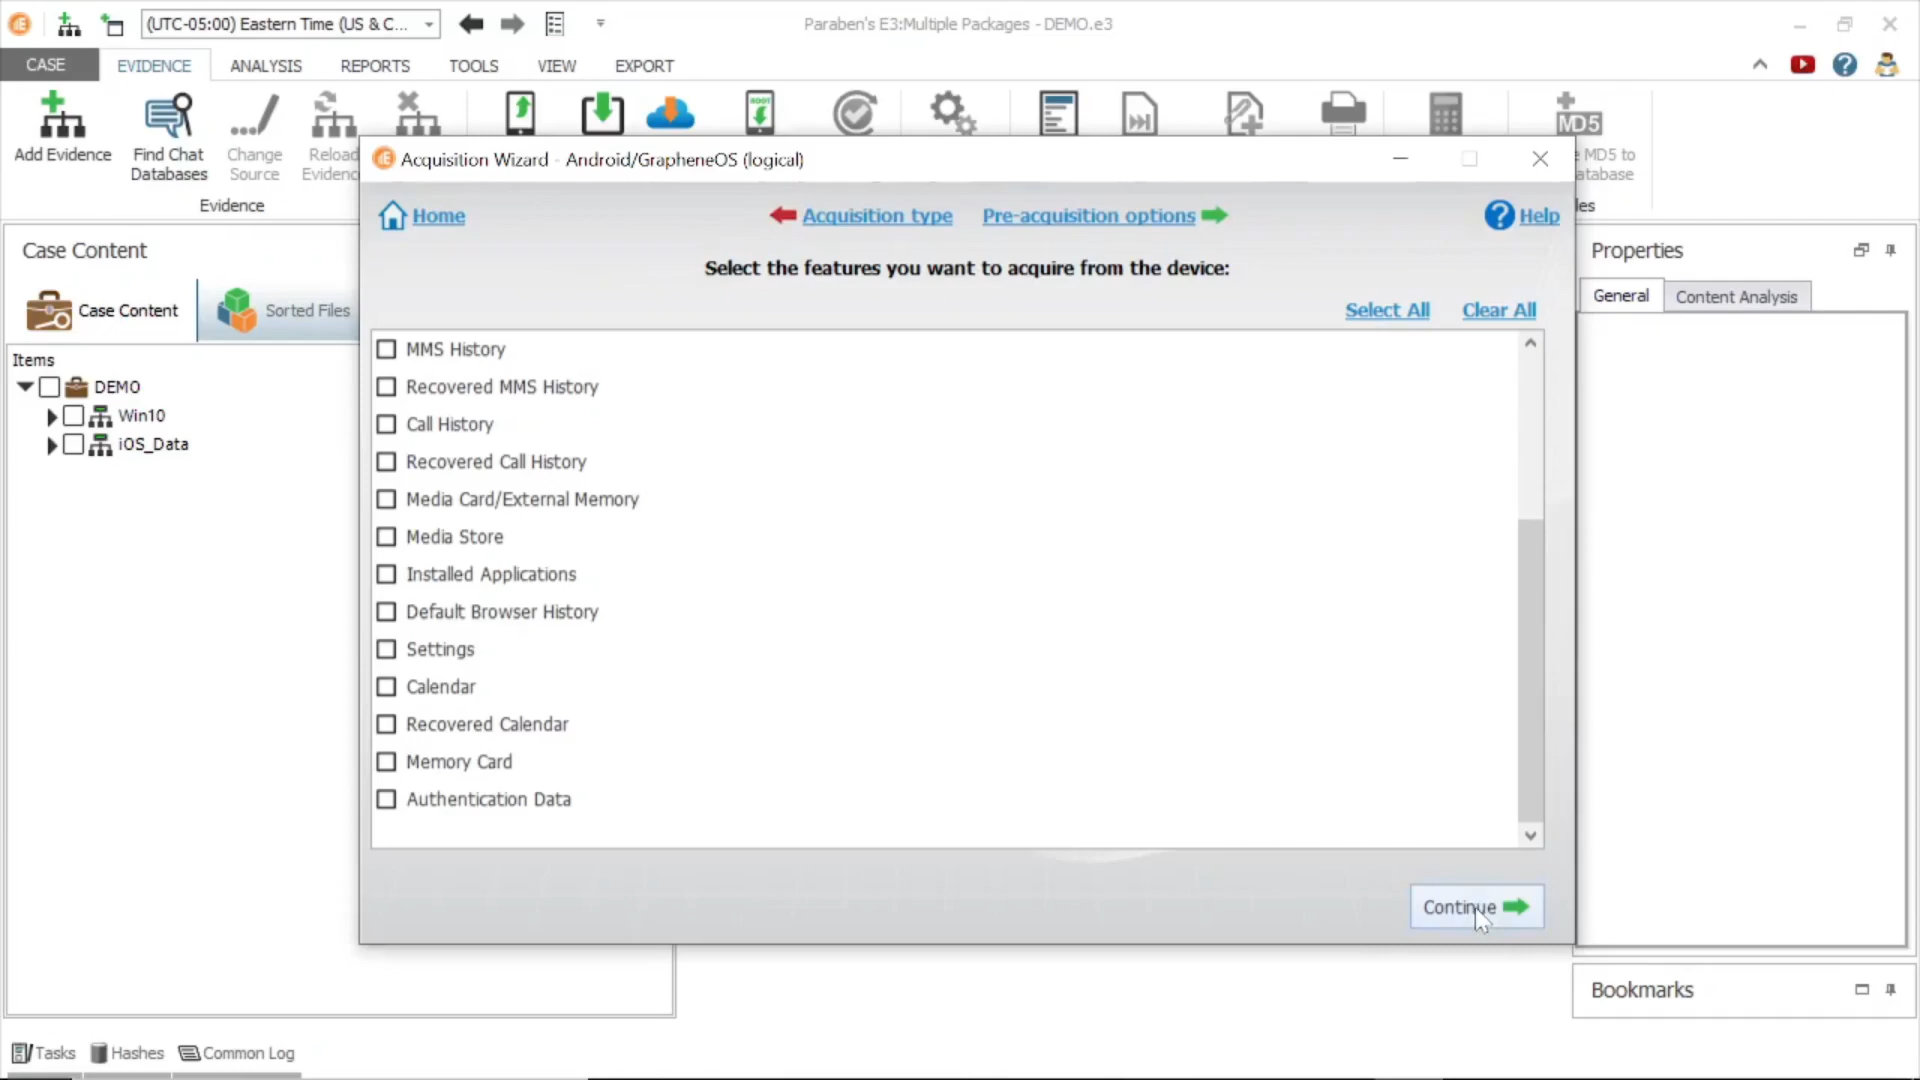 (UTC-05:00) Eastern Time (US & C...
Paraben's E3:Multiple Packages - DEMO.e3
CASE
EVIDENCE
ANALYSIS
REPORTS
TOOLS
VIEW
EXPORT
Add Evidence
Find Chat
Databases
Change
Source
Reload
Evidenc
ROOT
MD5
MD5 to
atabase
Evidence
les
Acquisition Wizard - Android/GrapheneOS (logical)
Home
Acquisition type
Pre-acquisition options
Help
Select the features you want to acquire from the device:
Select All
Clear All
MMS History
Recovered MMS History
Call History
Recovered Call History
Media Card/External Memory
Media Store
Installed Applications
Default Browser History
Settings
Calendar
Recovered Calendar
Memory Card
Authentication Data
Continue
Case Content
Case Content
Sorted Files
Items
DEMO
Win10
iOS_Data
Properties
General
Content Analysis
Bookmarks
Tasks
Hashes
Common Log